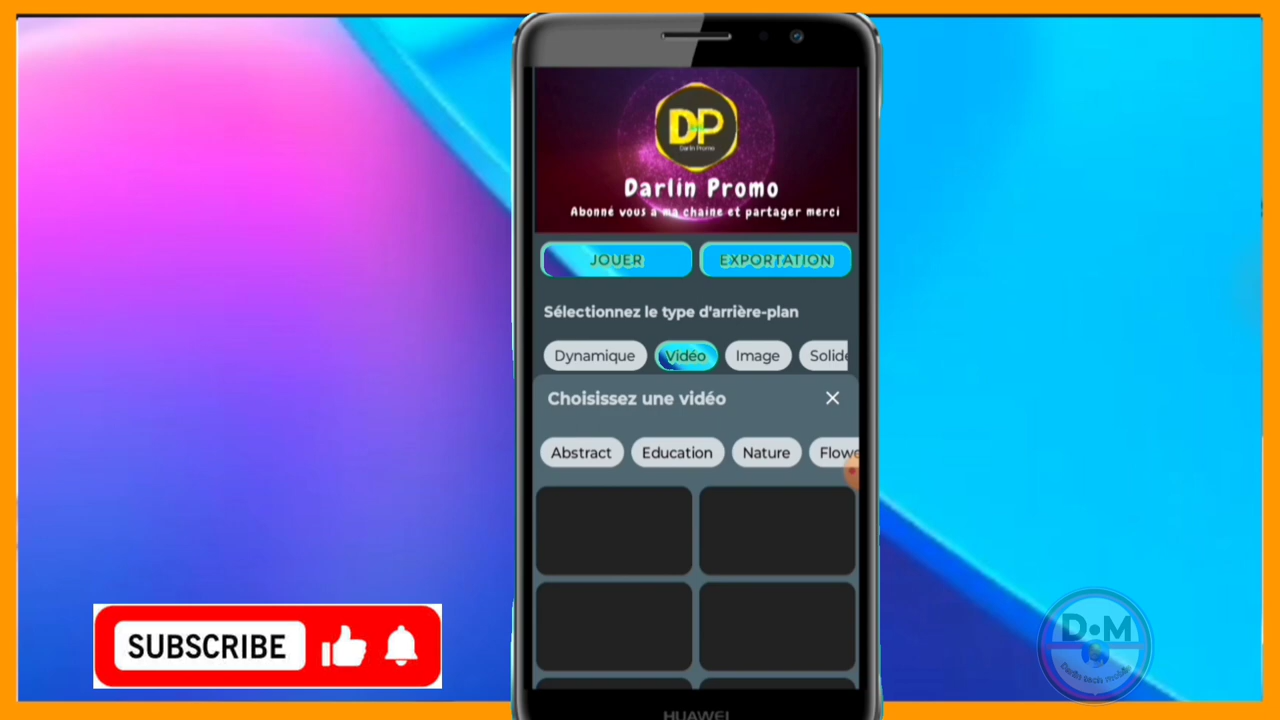 DP
Darlin Promo
Darlin Promo
Abonné vous a ma chaine et partager merci
JOUER
EXPORTATION
Sélectionnez le type d'arrière-plan
Dynamique
Vidéo
Image
Solide
Choisissez une vidéo
Abstract
Education
Nature
Flowe
SUBSCRIBE
D•M
HUAWEI